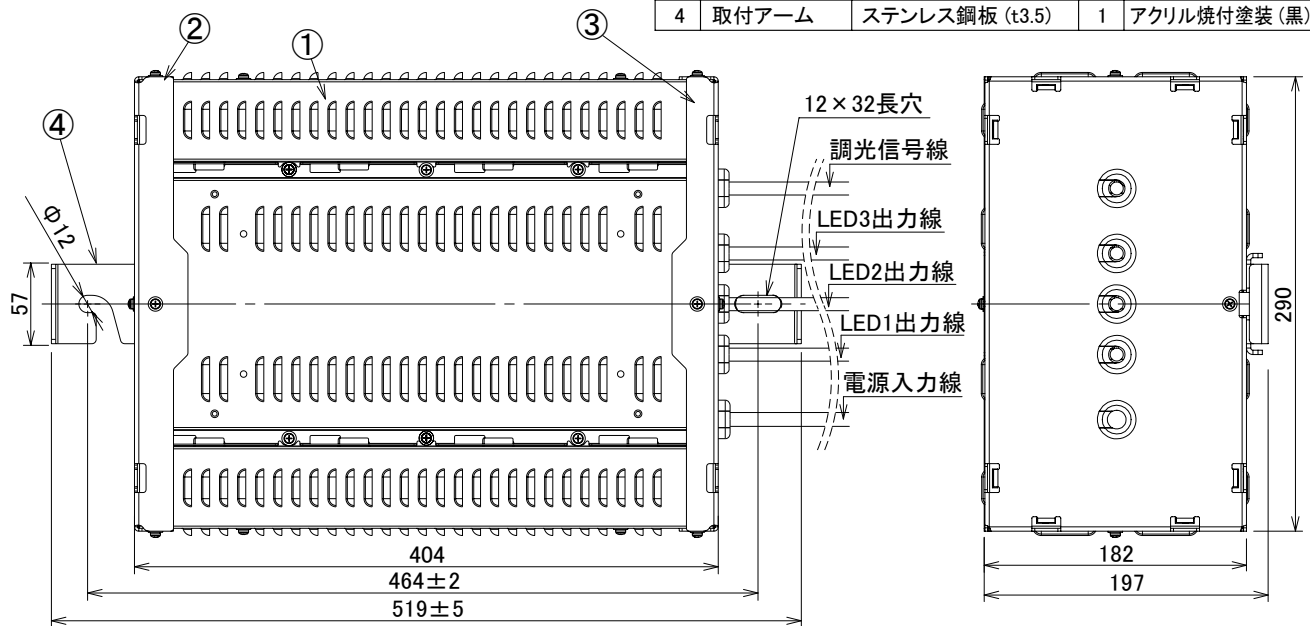 4 取付アーム ステンレス鋼板 (t3.5) 1 アクリル焼付塗装 (黒)
② ① ③
12×32長穴
④
調光信号線
Φ12
LED3出力線
57
LED2出力線
LED1出力線
290
電源入力線
404
182
464±2
197
519±5